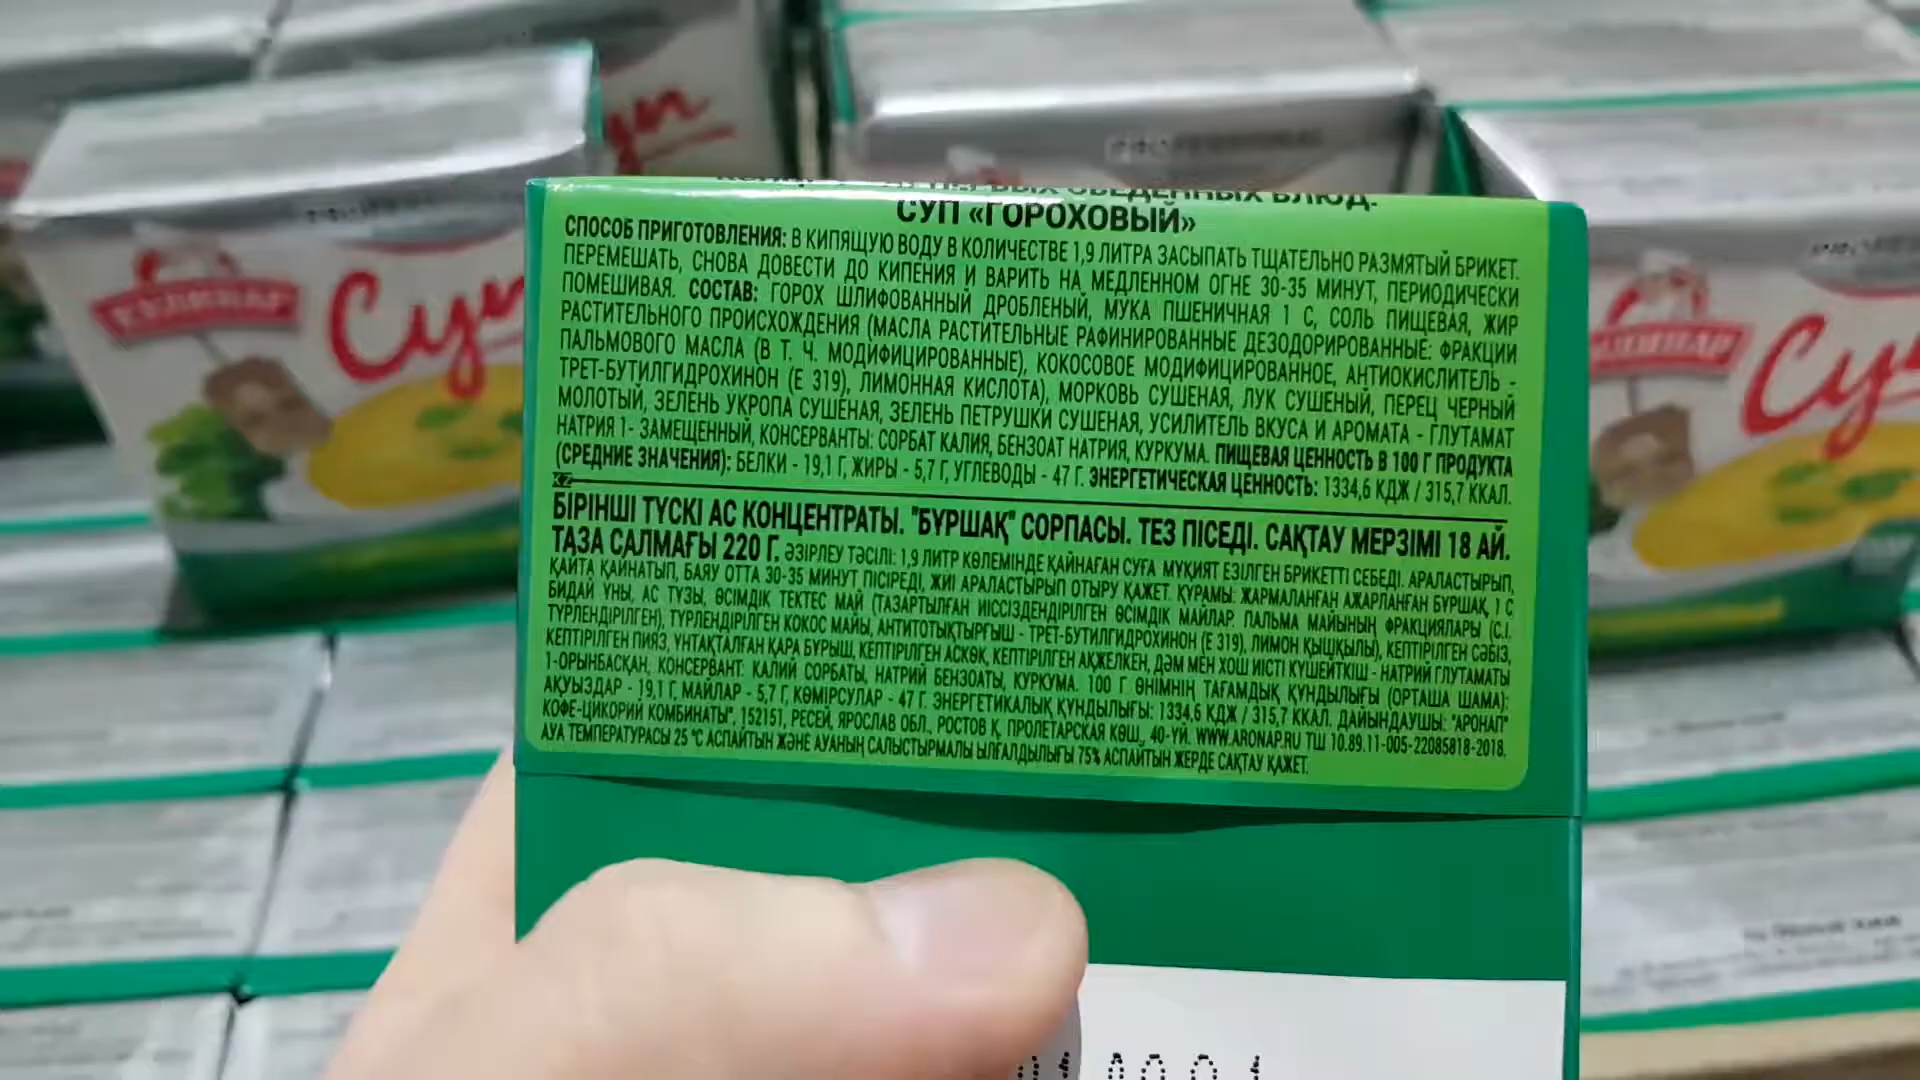 PROFESSIONAL
КУЛИНАР
Суп
КУЛИНАР
ОБЕДЕННЫХ БЛЮД.
СУП «ГОРОХОВЫЙ»
СПОСОБ ПРИГОТОВЛЕНИЯ: В КИПЯЩУЮ ВОДУ В КОЛИЧЕСТВЕ 1,9 ЛИТРА ЗАСЫПАТЬ ТЩАТЕЛЬНО РАЗМЯТЫЙ БРИКЕТ.
ПЕРЕМЕШАТЬ, СНОВА ДОВЕСТИ ДО КИПЕНИЯ И ВАРИТЬ НА МЕДЛЕННОМ ОГНЕ 30-35 МИНУТ, ПЕРИОДИЧЕСКИ
ПОМЕШИВАЯ. СОСТАВ: ГОРОХ ШЛИФОВАННЫЙ ДРОБЛЕНЫЙ, МУКА ПШЕНИЧНАЯ 1 С, СОЛЬ ПИЩЕВАЯ, ЖИР
РАСТИТЕЛЬНОГО ПРОИСХОЖДЕНИЯ (МАСЛА РАСТИТЕЛЬНЫЕ РАФИНИРОВАННЫЕ ДЕЗОДОРИРОВАННЫЕ: ФРАКЦИИ
ПАЛЬМОВОГО МАСЛА (В Т. Ч. МОДИФИЦИРОВАННЫЕ), КОКОСОВОЕ МОДИФИЦИРОВАННОЕ, АНТИОКИСЛИТЕЛЬ -
ТРЕТ-БУТИЛГИДРОХИНОН (Е 319), ЛИМОННАЯ КИСЛОТА), МОРКОВЬ СУШЕНАЯ, ЛУК СУШЕНЫЙ, ПЕРЕЦ ЧЕРНЫЙ
МОЛОТЫЙ, ЗЕЛЕНЬ УКРОПА СУШЕНАЯ, ЗЕЛЕНЬ ПЕТРУШКИ СУШЕНАЯ, УСИЛИТЕЛЬ ВКУСА И АРОМАТА - ГЛУТАМАТ
НАТРИЯ 1- ЗАМЕЩЕННЫЙ, КОНСЕРВАНТЫ: СОРБАТ КАЛИЯ, БЕНЗОАТ НАТРИЯ, КУРКУМА. ПИЩЕВАЯ ЦЕННОСТЬ В 100 Г ПРОДУКТА
(СРЕДНИЕ ЗНАЧЕНИЯ): БЕЛКИ - 19,1 Г, ЖИРЫ - 5,7 Г, УГЛЕВОДЫ - 47 Г. ЭНЕРГЕТИЧЕСКАЯ ЦЕННОСТЬ: 1334,6 КДЖ / 315,7 ККАЛ.
KZ
БІРІНШІ ТҮСКІ АС КОНЦЕНТРАТЫ. "БҰРШАҚ" СОРПАСЫ. ТЕЗ ПІСЕДІ. САҚТАУ МЕРЗІМІ 18 АЙ.
ТАЗА САЛМАҒЫ 220 Г. ӘЗІРЛЕУ ТӘСІЛІ: 1,9 ЛИТР КӨЛЕМІНДЕ ҚАЙНАҒАН СУҒА МҰҚИЯТ ЕЗІЛГЕН БРИКЕТТІ СЕБЕДІ. АРАЛАСТЫРЫП,
ҚАЙТА ҚАЙНАТЫП, БАЯУ ОТТА 30-35 МИНУТ ПІСІРЕДІ, ЖИІ АРАЛАСТЫРЫП ОТЫРУ ҚАЖЕТ. ҚҰРАМЫ: ЖАРМАЛАНҒАН АЖАРЛАНҒАН БҰРШАҚ, 1 С
БИДАЙ ҰНЫ, АС ТҰЗЫ, ӨСІМДІК ТЕКТЕС МАЙ (ТАЗАРТЫЛҒАН ИІССІЗДЕНДІРІЛГЕН ӨСІМДІК МАЙЛАР: ПАЛЬМА МАЙЫНЫҢ ФРАКЦИЯЛАРЫ (С.І.
ТҮРЛЕНДІРІЛГЕН), ТҮРЛЕНДІРІЛГЕН КОКОС МАЙЫ, АНТИТОТЫҚТЫРҒЫШ - ТРЕТ-БУТИЛГИДРОХИНОН (Е 319), ЛИМОН ҚЫШҚЫЛЫ), КЕПТІРІЛГЕН СӘБІЗ,
КЕПТІРІЛГЕН ПИЯЗ, ҰНТАҚТАЛҒАН ҚАРА БҰРЫШ, КЕПТІРІЛГЕН АСКӨК, КЕПТІРІЛГЕН АҚЖЕЛКЕН, ДӘМ МЕН ХОШ ИІСТІ КҮШЕЙТКІШ - НАТРИЙ ГЛУТАМАТЫ
1-ОРЫНБАСҚАН, КОНСЕРВАНТ: КАЛИЙ СОРБАТЫ, НАТРИЙ БЕНЗОАТЫ, КУРКУМА. 100 Г ӨНІМНІҢ ТАҒАМДЫҚ ҚҰНДЫЛЫҒЫ (ОРТАША ШАМА):
АҚУЫЗДАР - 19,1 Г, МАЙЛАР - 5,7 Г, КӨМІРСУЛАР - 47 Г. ЭНЕРГЕТИКАЛЫҚ ҚҰНДЫЛЫҒЫ: 1334,6 КДЖ / 315,7 ККАЛ. ДАЙЫНДАУШЫ: "АРОНАП"
КОФЕ-ЦИКОРИЙ КОМБИНАТЫ", 152151, РЕСЕЙ, ЯРОСЛАВ ОБЛ., РОСТОВ Қ., ПРОЛЕТАРСКАЯ КӨШ., 40-ҮЙ. WWW.ARONAP.RU ТШ 10.89.11-005-22085818-2018.
АУА ТЕМПЕРАТУРАСЫ 25 °С АСПАЙТЫН ЖӘНЕ АУАНЫҢ САЛЫСТЫРМАЛЫ ЫЛҒАЛДЫЛЫҒЫ 75% АСПАЙТЫН ЖЕРДЕ САҚТАУ ҚАЖЕТ.